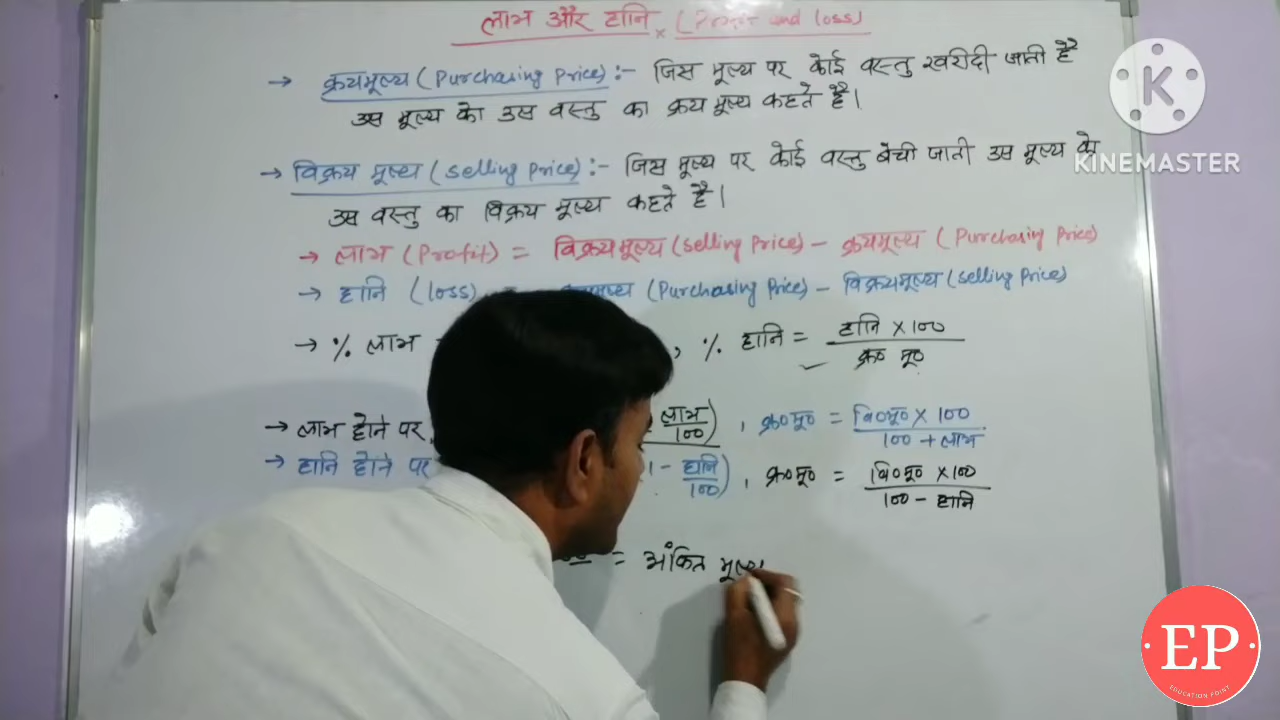 लाभ और हानि (Profit and loss)
→ क्रयमूल्य (Purchasing Price) :- जिस मूल्य पर कोई वस्तु खरीदी जाती है
उस मूल्य को उस वस्तु का क्रय मूल्य कहते है।
→ विक्रय मूल्य (Selling Price) :- जिस मूल्य पर कोई वस्तु बेची जाती उस मूल्य को
उस वस्तु का विक्रय मूल्य कहते है।
→ लाभ (Profit) = विक्रयमूल्य (Selling Price) - क्रयमूल्य (Purchasing Price)
→ हानि (loss) (Purchasing Price) - विक्रयमूल्य (Selling Price)
→ % लाभ , % हानि = हानि × 100 / क्र० मू०
→ लाभ होने पर लाभ/100) , क्र०मू० = वि०मू० × 100 / 100 + लाभ
→ हानि होने पर 1 - हानि/100) , क्र०मू० = वि०मू० × 100 / 100 - हानि
= अंकित मूल्य
KINEMASTER
EP
EDUCATION POINT